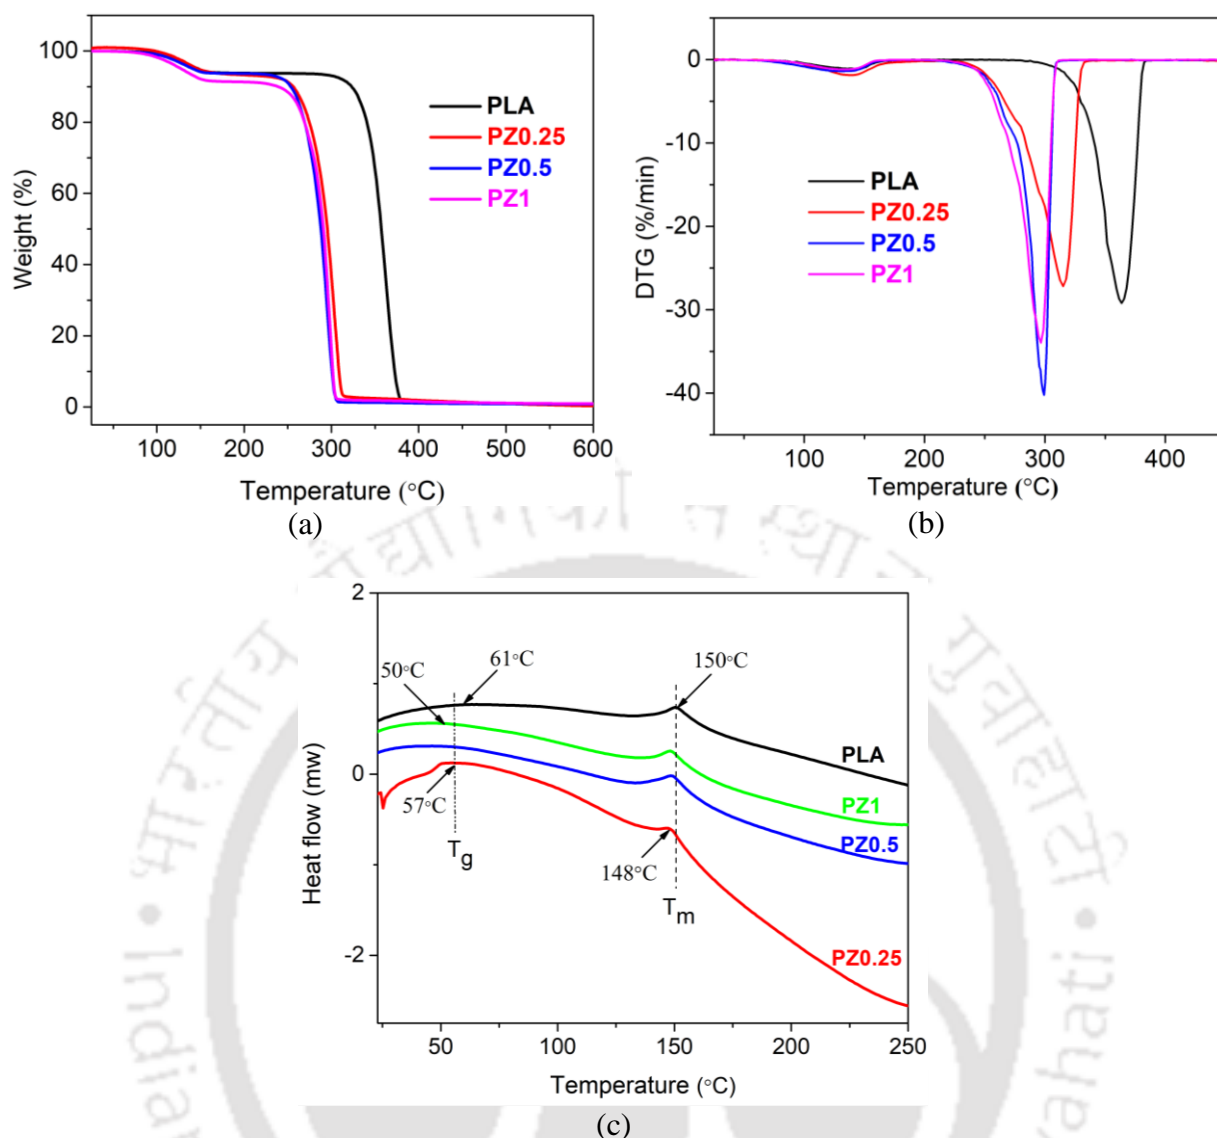 100
80
60
40
20
0
Weight (%)
PLA
PZ0.25
PZ0.5
PZ1
100 200 300 400 500 600
Temperature (°C)
(a)
0
-10
-20
-30
-40
DTG (%/min)
PLA
PZ0.25
PZ0.5
PZ1
100 200 300 400
Temperature (°C)
(b)
2
0
-2
Heat flow (mw)
50°C
61°C
150°C
57°C
Tg
148°C
Tm
PLA
PZ1
PZ0.5
PZ0.25
50 100 150 200 250
Temperature (°C)
(c)